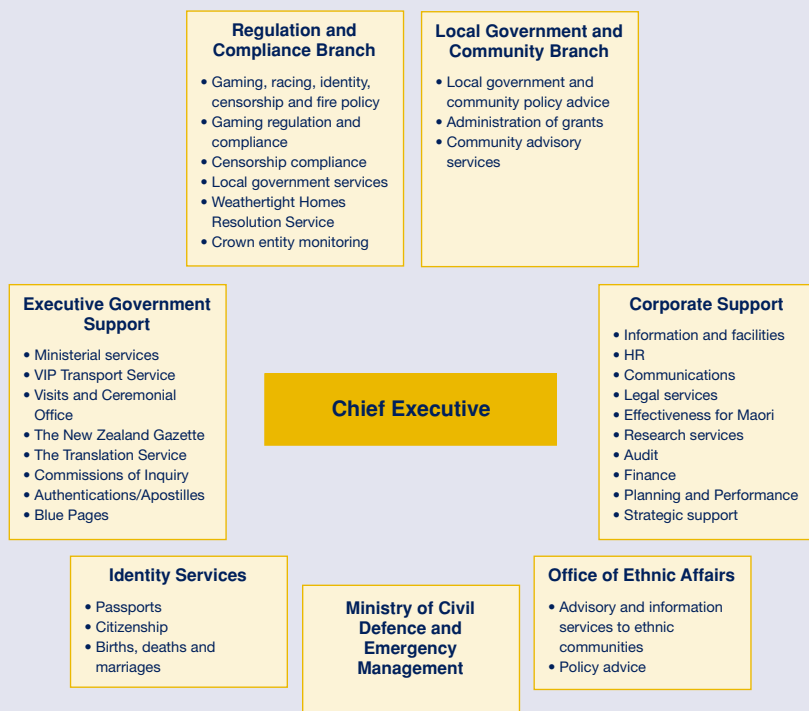 Regulation and
Compliance Branch
• Gaming, racing, identity,
censorship and fire policy
• Gaming regulation and
compliance
• Censorship compliance
• Local government services
• Weathertight Homes
Resolution Service
• Crown entity monitoring
Local Government and
Community Branch
• Local government and
community policy advice
• Administration of grants
• Community advisory
services
Executive Government
Support
• Ministerial services
• VIP Transport Service
• Visits and Ceremonial
Office
• The New Zealand Gazette
• The Translation Service
• Commissions of Inquiry
• Authentications/Apostilles
• Blue Pages
Chief Executive
Corporate Support
• Information and facilities
• HR
• Communications
• Legal services
• Effectiveness for Maori
• Research services
• Audit
• Finance
• Planning and Performance
• Strategic support
Identity Services
• Passports
• Citizenship
• Births, deaths and
marriages
Ministry of Civil
Defence and
Emergency
Management
Office of Ethnic Affairs
• Advisory and information
services to ethnic
communities
• Policy advice